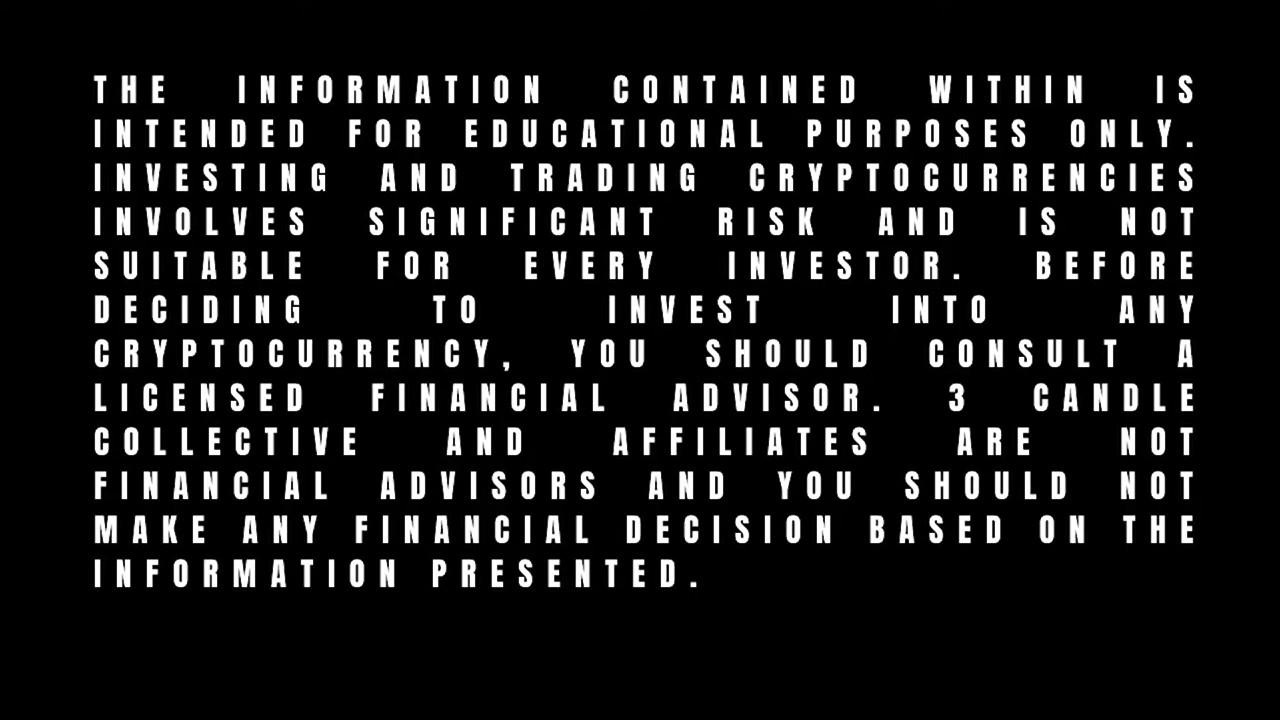 THE INFORMATION CONTAINED WITHIN IS
INTENDED FOR EDUCATIONAL PURPOSES ONLY.
INVESTING AND TRADING CRYPTOCURRENCIES
INVOLVES SIGNIFICANT RISK AND IS NOT
SUITABLE FOR EVERY INVESTOR. BEFORE
DECIDING TO INVEST INTO ANY
CRYPTOCURRENCY, YOU SHOULD CONSULT A
LICENSED FINANCIAL ADVISOR. 3 CANDLE
COLLECTIVE AND AFFILIATES ARE NOT
FINANCIAL ADVISORS AND YOU SHOULD NOT
MAKE ANY FINANCIAL DECISION BASED ON THE
INFORMATION PRESENTED.